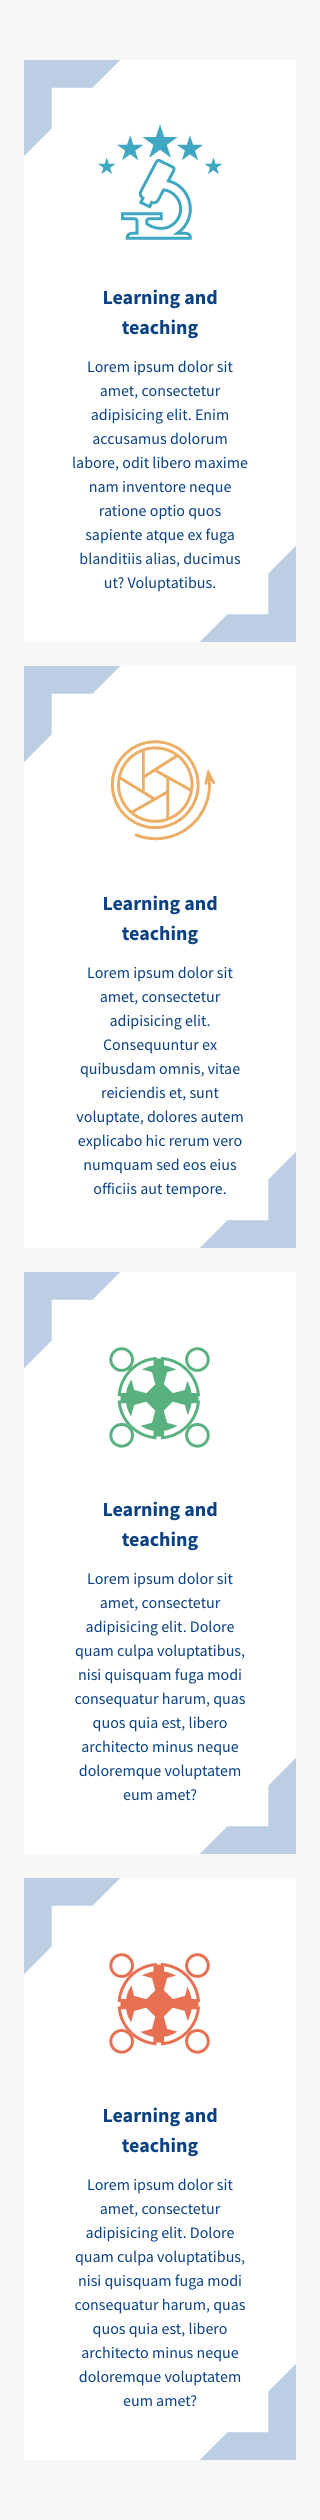 Learning and
teaching
Lorem ipsum dolor sit
amet, consectetur
adipisicing elit. Enim
accusamus dolorum
labore, odit libero maxime
nam inventore neque
ratione optio quos
sapiente atque ex fuga
blanditiis alias, ducimus
ut? Voluptatibus.
Learning and
teaching
Lorem ipsum dolor sit
amet, consectetur
adipisicing elit.
Consequuntur ex
quibusdam omnis, vitae
reiciendis et, sunt
voluptate, dolores autem
explicabo hic rerum vero
numquam sed eos eius
officiis aut tempore.
Learning and
teaching
Lorem ipsum dolor sit
amet, consectetur
adipisicing elit. Dolore
quam culpa voluptatibus,
nisi quisquam fuga modi
consequatur harum, quas
quos quia est, libero
architecto minus neque
doloremque voluptatem
eum amet?
Learning and
teaching
Lorem ipsum dolor sit
amet, consectetur
adipisicing elit. Dolore
quam culpa voluptatibus,
nisi quisquam fuga modi
consequatur harum, quas
quos quia est, libero
architecto minus neque
doloremque voluptatem
eum amet?